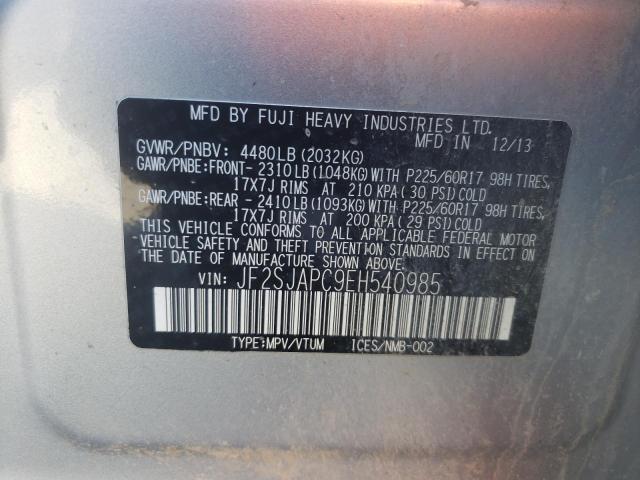 MFD BY FUJI HEAVY INDUSTRIES LTD.
MFD IN 12/13
GVWR/PNBV: 4480LB (2032KG)
GAWR/PNBE:FRONT-2310LB(1048KG)WITH P225/60R17 98H TIRES,
17X7J RIMS AT 210 KPA(30 PSI)COLD
GAWR/PNBE:REAR -2410LB(1093KG)WITH P225/60R17 98H TIRES,
17X7J RIMS AT 200 KPA(29 PSI)COLD
THIS VEHICLE CONFORMS TO ALL APPLICABLE FEDERAL MOTOR
VEHICLE SAFETY AND THEFT PREVENTION STANDARDS IN EFFECT ON
THE DATE OF MANUFACTURE SHOWN ABOVE.
VIN: JF2SJAPC9EH540985
TYPE:MPV/VTUM ICES/NMB-002